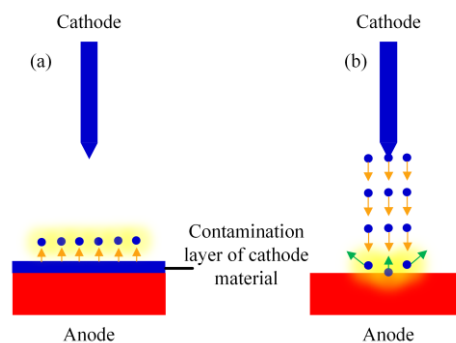 Cathode
Cathode
(a)
(b)
Contamination
layer of cathode
material
Anode
Anode